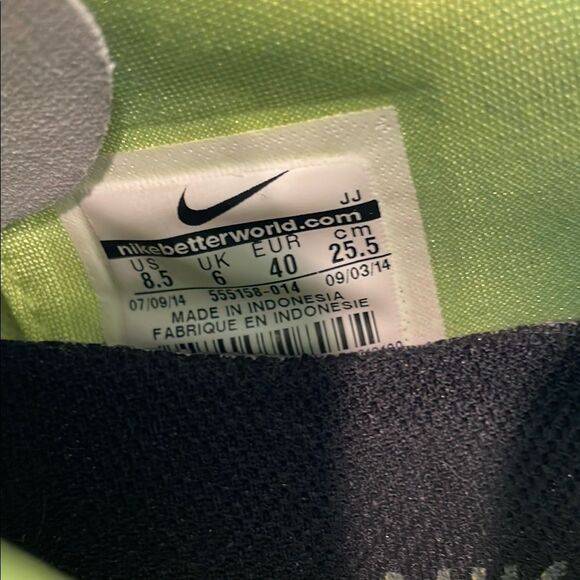 JJ
nikebetterworld.com
US UK EUR cm
8.5 6 40 25.5
07/09/14 555158-014 09/03/14
MADE IN INDONESIA
FABRIQUE EN INDONESIE